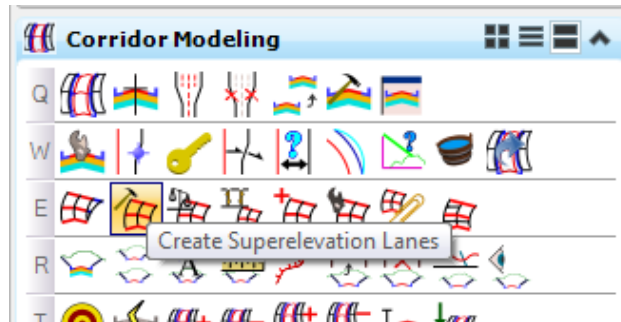 Corridor Modeling
Q
W
E
Create Superelevation Lanes
R
A
T